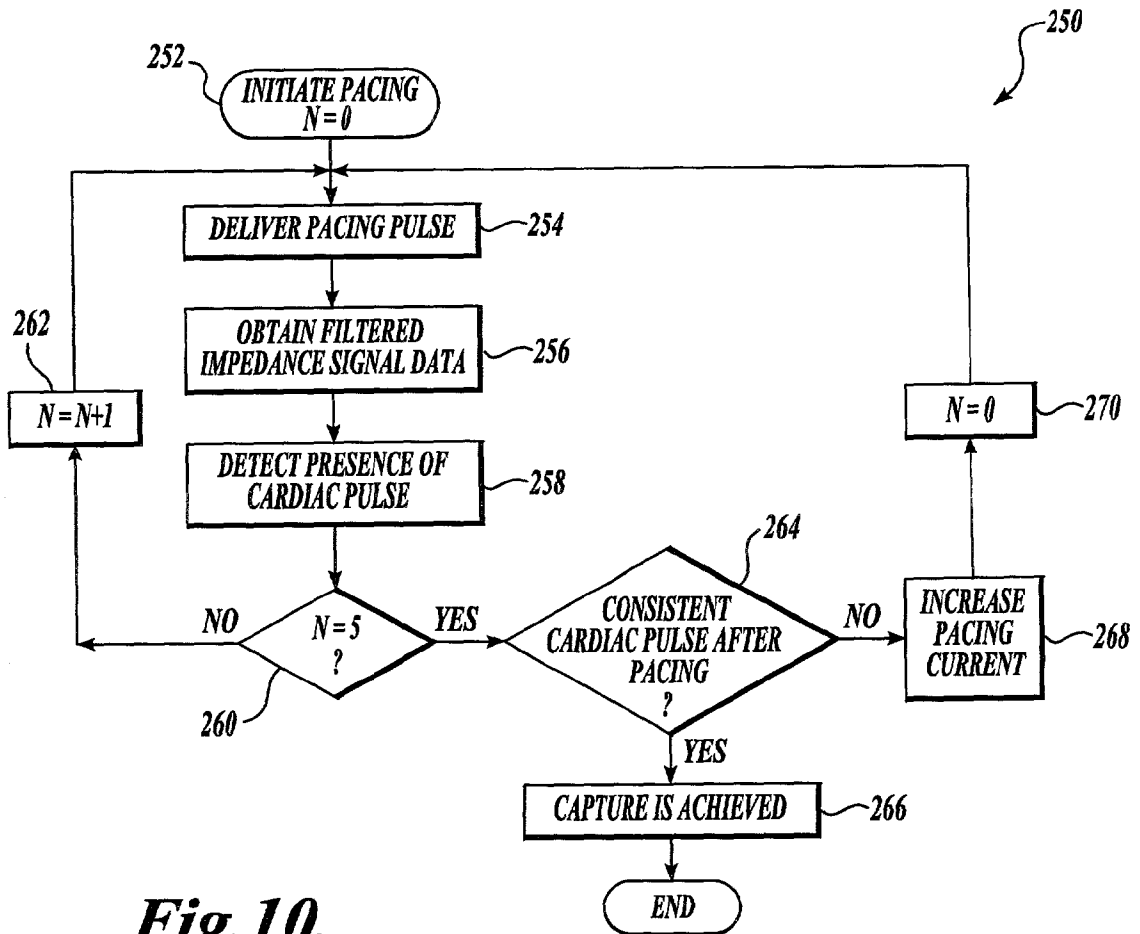 250
252
INITIATE PACING
N = 0
DELIVER PACING PULSE
254
OBTAIN FILTERED
IMPEDANCE SIGNAL DATA
256
262
N = N+1
N = 0
270
DETECT PRESENCE OF
CARDIAC PULSE
258
264
NO
N = 5
?
YES
260
CONSISTENT
CARDIAC PULSE AFTER
PACING
?
NO
INCREASE
PACING
CURRENT
268
YES
CAPTURE IS ACHIEVED
266
END
Fig. 10.